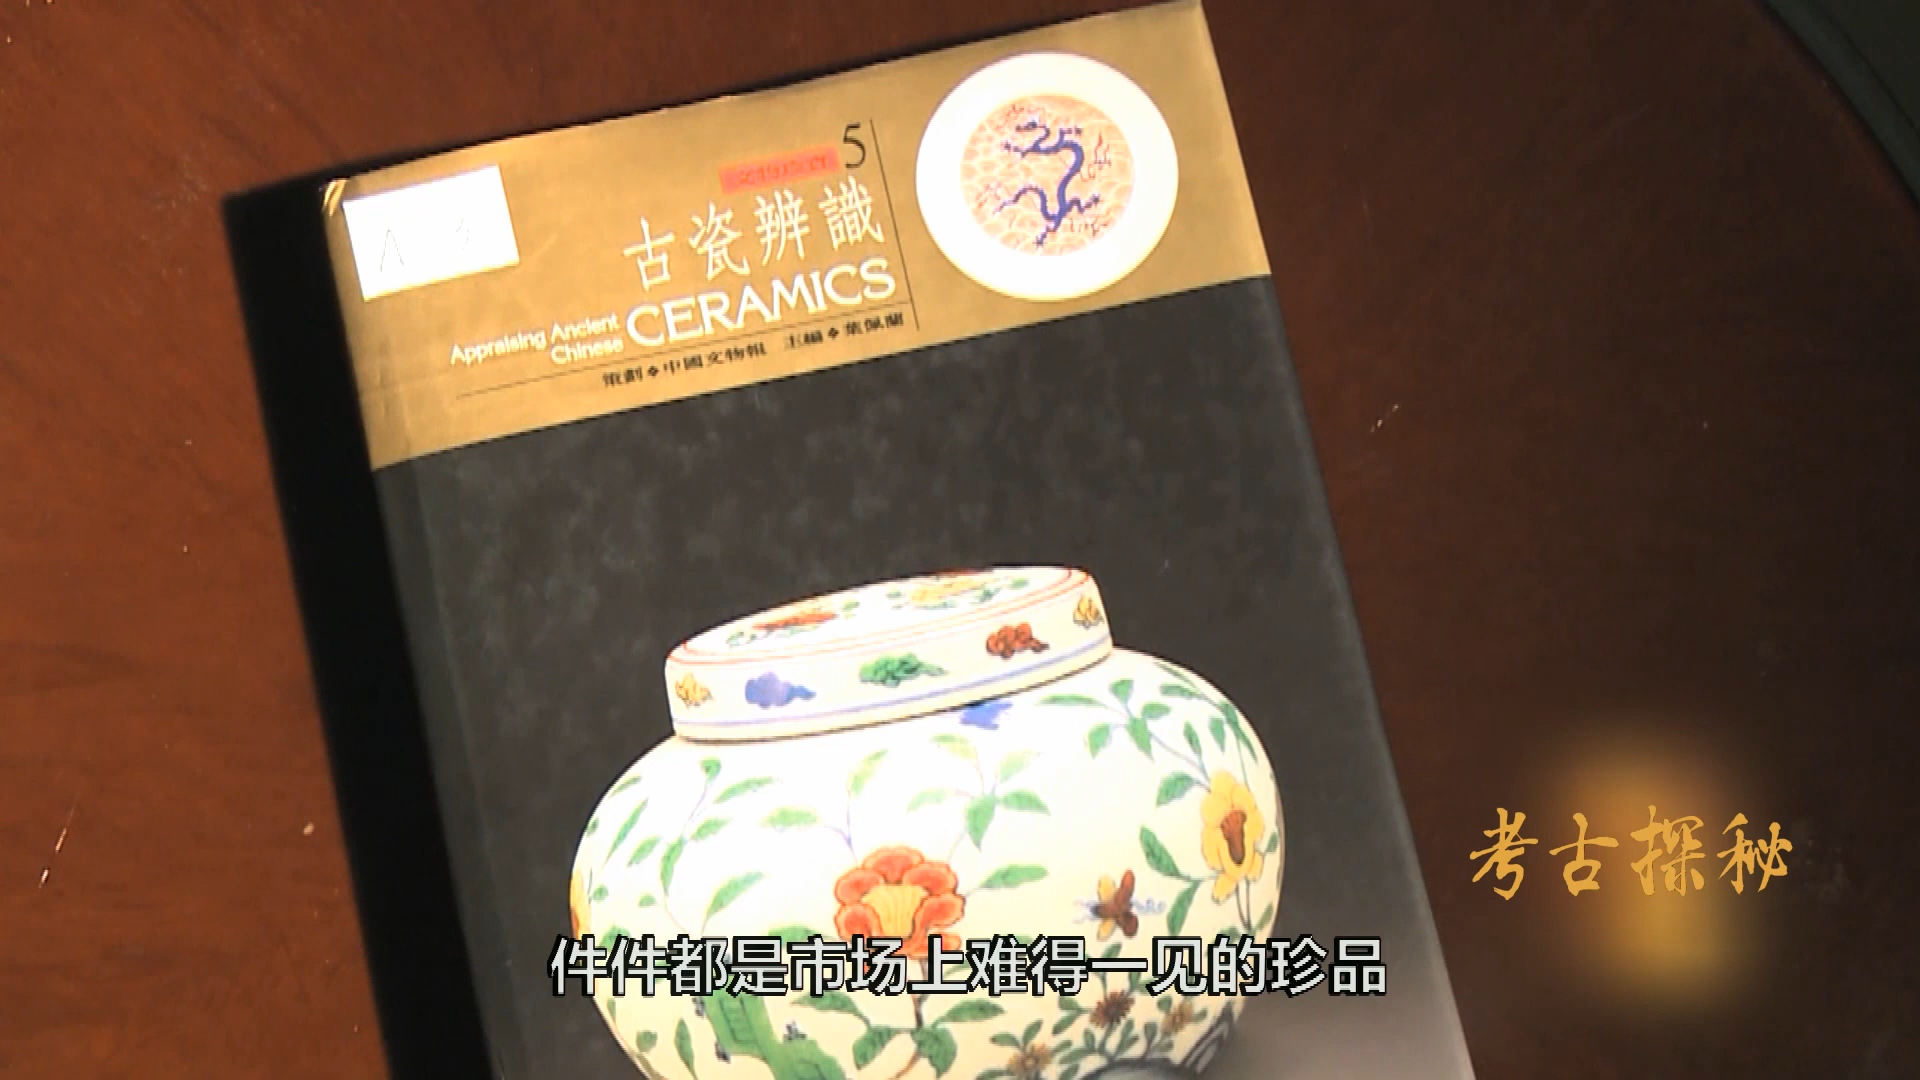 5
古瓷辨識
Appraising Ancient
Chinese
CERAMICS
策劃❖中國文物報 主編❖葉佩蘭
考古探秘
件件都是市场上难得一见的珍品